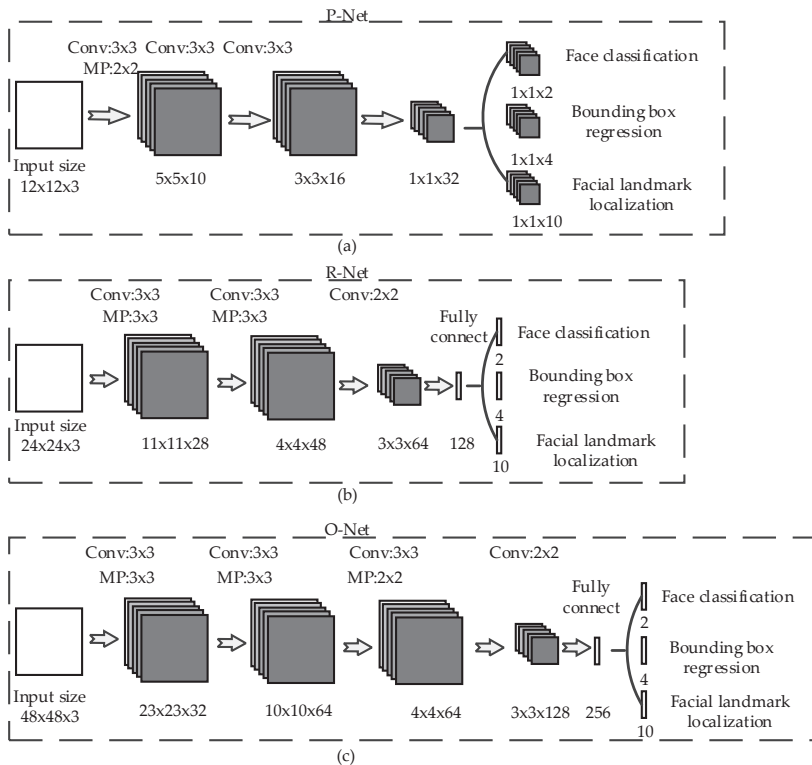 P-Net
Conv:3x3 Conv:3x3 Conv:3x3
MP:2x2
Face classification
1x1x2
Bounding box
regression
1x1x4
Facial landmark
localization
1x1x10
Input size
12x12x3
5x5x10
3x3x16
1x1x32
(a)
R-Net
Conv:3x3
MP:3x3
Conv:3x3
MP:3x3
Conv:2x2
Fully
connect
Face classification
2
Bounding box
regression
4
Facial landmark
localization
10
Input size
24x24x3
11x11x28
4x4x48
3x3x64
128
(b)
O-Net
Conv:3x3
MP:3x3
Conv:3x3
MP:3x3
Conv:3x3
MP:2x2
Conv:2x2
Fully
connect
Face classification
2
Bounding box
regression
4
Facial landmark
localization
10
Input size
48x48x3
23x23x32
10x10x64
4x4x64
3x3x128
256
(c)